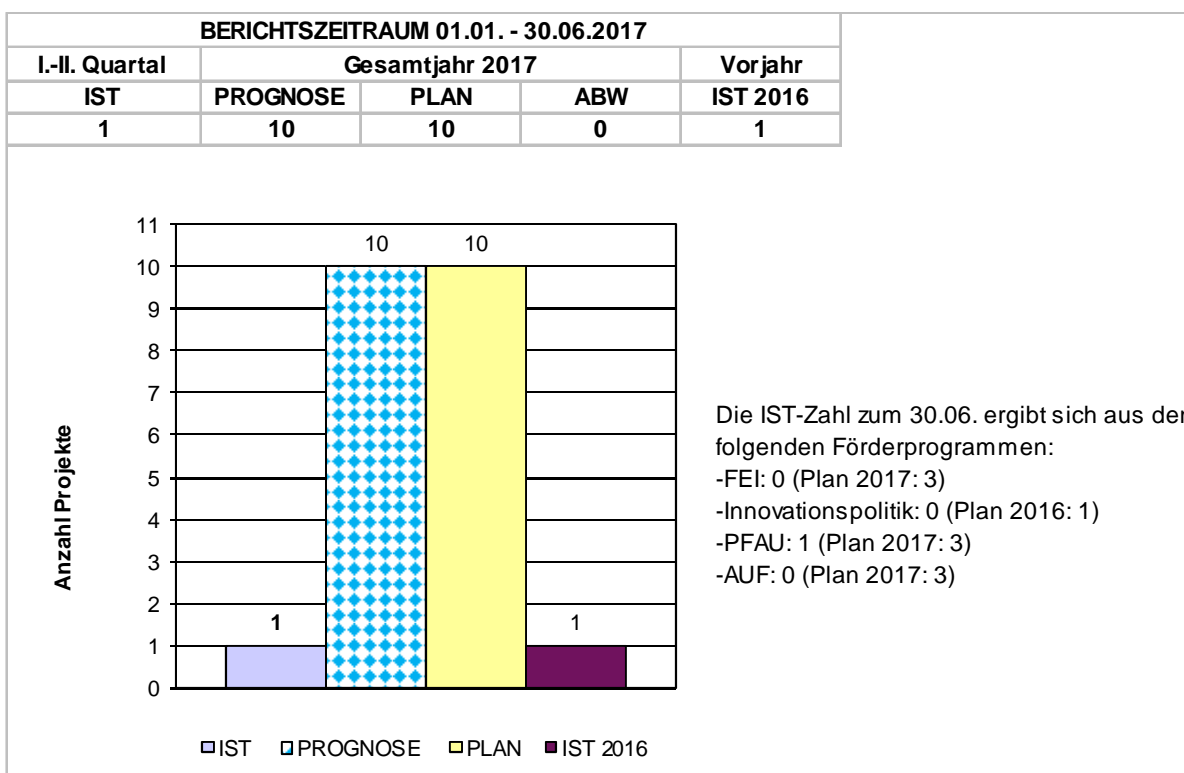 BERICHTSZEITRAUM 01.01. - 30.06.2017
I.-II. Quartal Gesamtjahr 2017 Vorjahr
IST PROGNOSE PLAN ABW IST 2016
1 10 10 0 1
11
10
9
8
7
6
5
4
3
2
1
0
Anzahl Projekte
1
10
10
1
IST PROGNOSE PLAN IST 2016
Die IST-Zahl zum 30.06. ergibt sich aus den
folgenden Förderprogrammen:
-FEI: 0 (Plan 2017: 3)
-Innovationspolitik: 0 (Plan 2016: 1)
-PFAU: 1 (Plan 2017: 3)
-AUF: 0 (Plan 2017: 3)